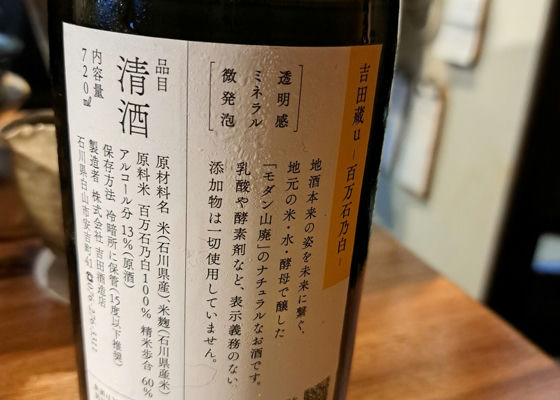 吉田蔵u ─ 百万石乃白 ─
透明感
ミネラル
微発泡
地酒本来の姿を未来に繋ぐ、
地元の米・水・酵母で醸した
「モダン山廃」のナチュラルなお酒です。
乳酸や酵素剤など、表示義務のない
添加物は一切使用していません。
品目
清酒
内容量
720㎖
原材料名 米(石川県産)、米麹(石川県産米)
原料米 百万石乃白100% 精米歩合 60%
アルコール分 13%(原酒)
保存方法 冷暗所に保管(15度以下推奨)
製造者 株式会社 吉田酒造店
石川県白山市安吉町41